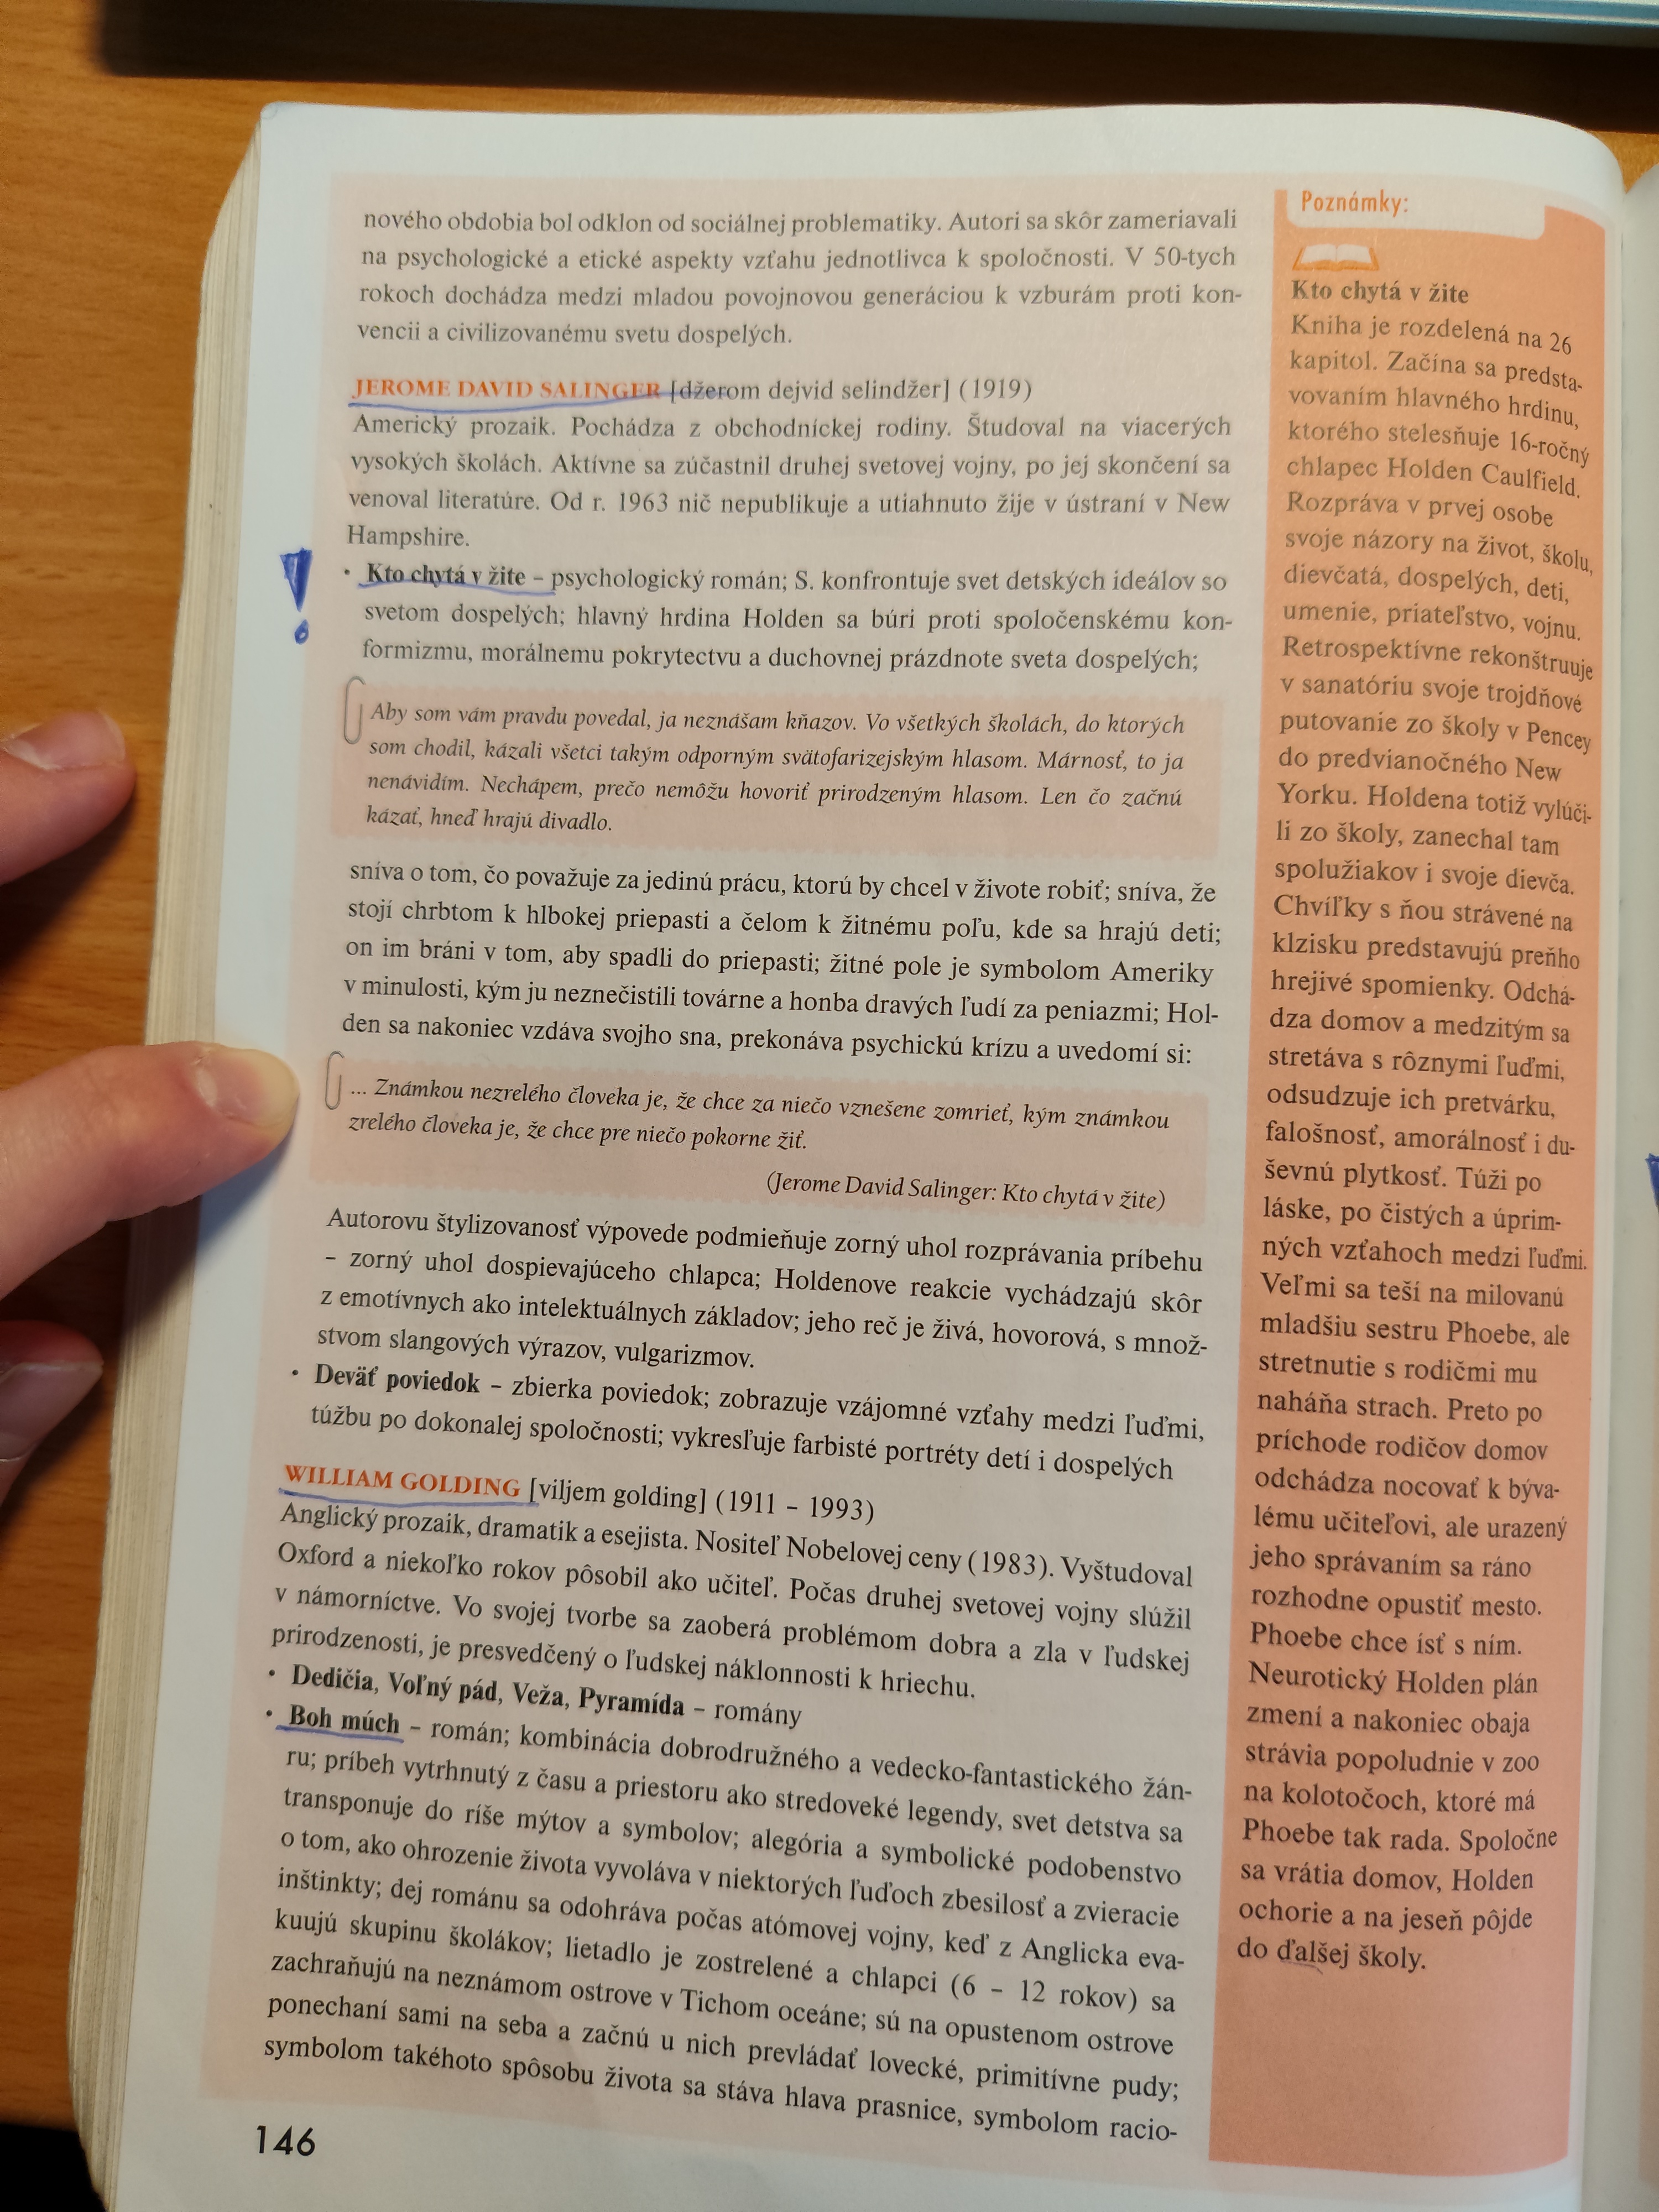 nového obdobia bol odklon od sociálnej problematiky. Autori sa skôr zameriavali
na psychologické a etické aspekty vzťahu jednotlivca k spoločnosti. V 50-tych
rokoch dochádza medzi mladou povojnovou generáciou k vzburám proti kon-
vencii a civilizovanému svetu dospelých.
JEROME DAVID SALINGER [džerom dejvid selindžer] (1919)
Americký prozaik. Pochádza z obchodníckej rodiny. Študoval na viacerých
vysokých školách. Aktívne sa zúčastnil druhej svetovej vojny, po jej skončení sa
venoval literatúre. Od r. 1963 nič nepublikuje a utiahnuto žije v ústraní v New
Hampshire.
• Kto chytá v žite – psychologický román; S. konfrontuje svet detských ideálov so
svetom dospelých; hlavný hrdina Holden sa búri proti spoločenskému kon-
formizmu, morálnemu pokrytectvu a duchovnej prázdnote sveta dospelých;
Aby som vám pravdu povedal, ja neznášam kňazov. Vo všetkých školách, do ktorých
som chodil, kázali všetci takým odporným svätofarizejským hlasom. Márnosť, to ja
nenávidím. Nechápem, prečo nemôžu hovoriť prirodzeným hlasom. Len čo začnú
kázať, hneď hrajú divadlo.
sníva o tom, čo považuje za jedinú prácu, ktorú by chcel v živote robiť; sníva, že
stojí chrbtom k hlbokej priepasti a čelom k žitnému poľu, kde sa hrajú deti;
on im bráni v tom, aby spadli do priepasti; žitné pole je symbolom Ameriky
v minulosti, kým ju neznečistili továrne a honba dravých ľudí za peniazmi; Hol-
den sa nakoniec vzdáva svojho sna, prekonáva psychickú krízu a uvedomí si:
... Známkou nezrelého človeka je, že chce za niečo vznešene zomrieť, kým známkou
zrelého človeka je, že chce pre niečo pokorne žiť.
(Jerome David Salinger: Kto chytá v žite)
Autorovu štylizovanosť výpovede podmieňuje zorný uhol rozprávania príbehu
– zorný uhol dospievajúceho chlapca; Holdenove reakcie vychádzajú skôr
z emotívnych ako intelektuálnych základov; jeho reč je živá, hovorová, s množ-
stvom slangových výrazov, vulgarizmov.
• Deväť poviedok – zbierka poviedok; zobrazuje vzájomné vzťahy medzi ľuďmi,
túžbu po dokonalej spoločnosti; vykresľuje farbisté portréty detí i dospelých
WILLIAM GOLDING [viljem golding] (1911 – 1993)
Anglický prozaik, dramatik a esejista. Nositeľ Nobelovej ceny (1983). Vyštudoval
Oxford a niekoľko rokov pôsobil ako učiteľ. Počas druhej svetovej vojny slúžil
v námorníctve. Vo svojej tvorbe sa zaoberá problémom dobra a zla v ľudskej
prirodzenosti, je presvedčený o ľudskej náklonnosti k hriechu.
• Dedičia, Voľný pád, Veža, Pyramída – romány
• Boh múch – román; kombinácia dobrodružného a vedecko-fantastického žán-
ru; príbeh vytrhnutý z času a priestoru ako stredoveké legendy, svet detstva sa
transponuje do ríše mýtov a symbolov; alegória a symbolické podobenstvo
o tom, ako ohrozenie života vyvoláva v niektorých ľuďoch zbesilosť a zvieracie
inštinkty; dej románu sa odohráva počas atómovej vojny, keď z Anglicka eva-
kuujú skupinu školákov; lietadlo je zostrelené a chlapci (6 – 12 rokov) sa
zachraňujú na neznámom ostrove v Tichom oceáne; sú na opustenom ostrove
ponechaní sami na seba a začnú u nich prevládať lovecké, primitívne pudy;
symbolom takéhoto spôsobu života sa stáva hlava prasnice, symbolom racio-
146
Poznámky:
Kto chytá v žite
Kniha je rozdelená na 26
kapitol. Začína sa predsta-
vovaním hlavného hrdinu,
ktorého stelesňuje 16-ročný
chlapec Holden Caulfield.
Rozpráva v prvej osobe
svoje názory na život, školu,
dievčatá, dospelých, deti,
umenie, priateľstvo, vojnu.
Retrospektívne rekonštruuje
v sanatóriu svoje trojdňové
putovanie zo školy v Pencey
do predvianočného New
Yorku. Holdena totiž vylúči-
li zo školy, zanechal tam
spolužiakov i svoje dievča.
Chvíľky s ňou strávené na
klzisku predstavujú preňho
hrejivé spomienky. Odchá-
dza domov a medzitým sa
stretáva s rôznymi ľuďmi,
odsudzuje ich pretvárku,
falošnosť, amorálnosť i du-
ševnú plytkosť. Túži po
láske, po čistých a úprim-
ných vzťahoch medzi ľuďmi.
Veľmi sa teší na milovanú
mladšiu sestru Phoebe, ale
stretnutie s rodičmi mu
naháňa strach. Preto po
príchode rodičov domov
odchádza nocovať k býva-
lému učiteľovi, ale urazený
jeho správaním sa ráno
rozhodne opustiť mesto.
Phoebe chce ísť s ním.
Neurotický Holden plán
zmení a nakoniec obaja
strávia popoludnie v zoo
na kolotočoch, ktoré má
Phoebe tak rada. Spoločne
sa vrátia domov, Holden
ochorie a na jeseň pôjde
do ďalšej školy.